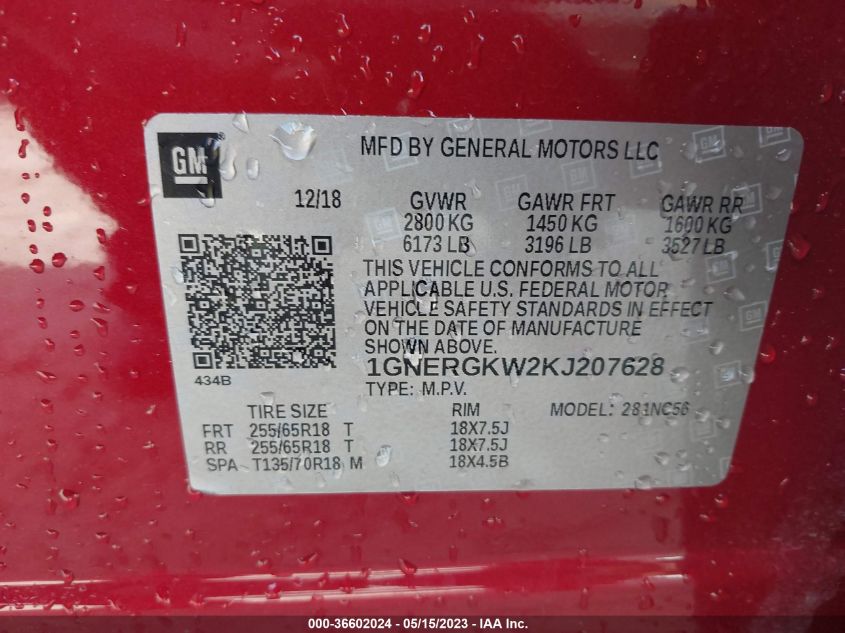 GM
MFD BY GENERAL MOTORS LLC
12/18 GVWR GAWR FRT GAWR RR
2800 KG 1450 KG 1600 KG
6173 LB 3196 LB 3527 LB
THIS VEHICLE CONFORMS TO ALL
APPLICABLE U.S. FEDERAL MOTOR
VEHICLE SAFETY STANDARDS IN EFFECT
ON THE DATE OF MANUFACTURE
SHOWN ABOVE.
434B
1GNERGKW2KJ207628
TYPE: M.P.V.
TIRE SIZE RIM MODEL: 281NC56
FRT 255/65R18 T 18X7.5J
RR 255/65R18 T 18X7.5J
SPA T135/70R18 M 18X4.5B
000-36602024 - 05/15/2023 - © IAA, Inc.